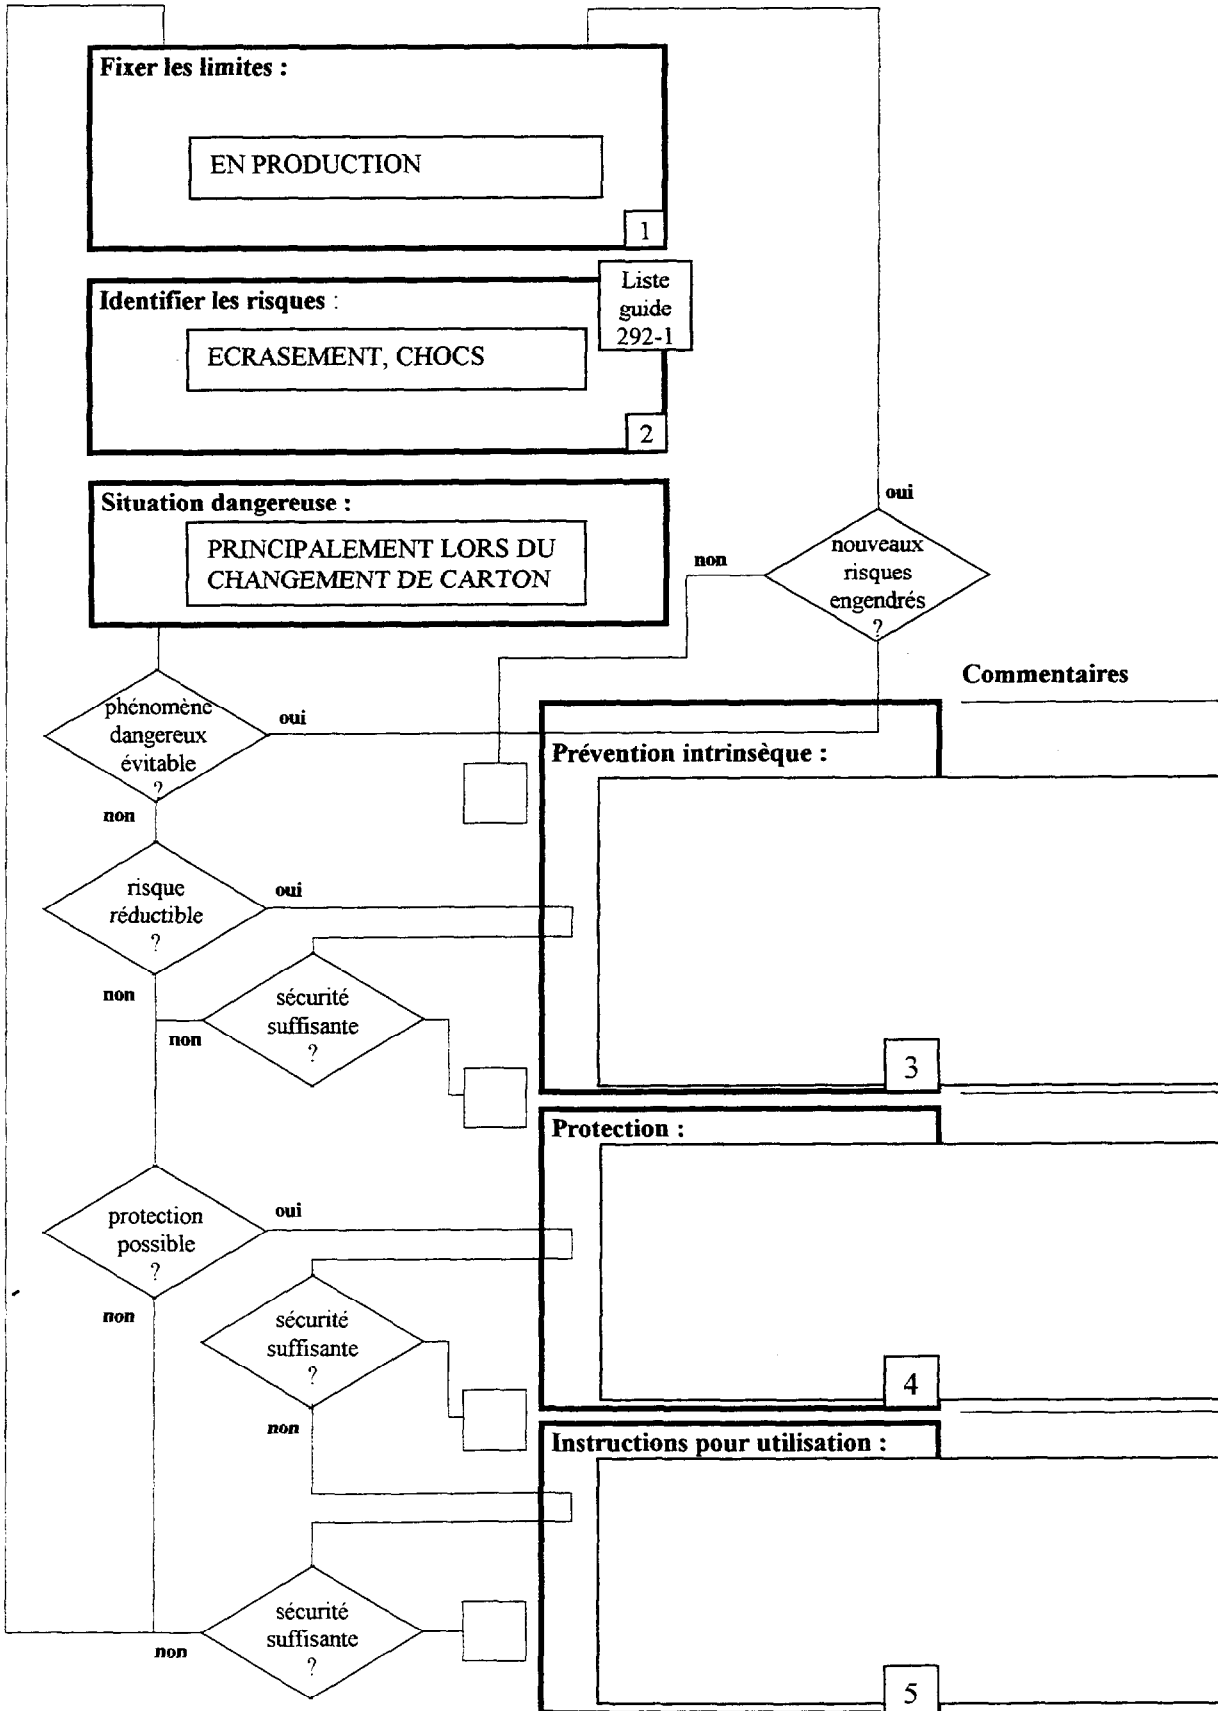 Fixer les limites :
EN PRODUCTION
1
Identifier les risques :
Liste
guide
292-1
ECRASEMENT, CHOCS
2
Situation dangereuse :
PRINCIPALEMENT LORS DU
CHANGEMENT DE CARTON
oui
nouveaux
risques
engendrés
?
non
Commentaires
phénomène
dangereux
évitable
?
oui
non
Prévention intrinsèque :
risque
réductible
?
oui
non
sécurité
suffisante
?
non
3
Protection :
protection
possible
?
oui
non
sécurité
suffisante
?
non
4
Instructions pour utilisation :
sécurité
suffisante
?
non
5